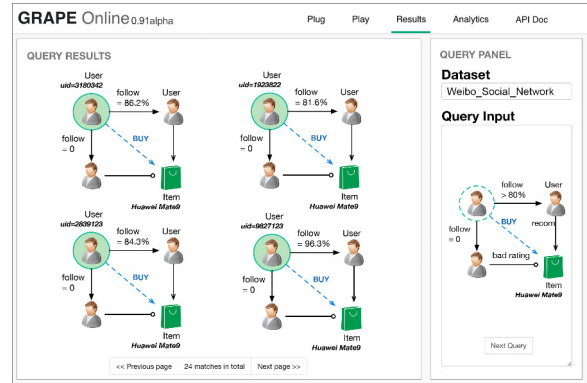 GRAPE Online 0.91alpha
Plug Play Results Analytics API Doc
QUERY RESULTS
User
uid=3180342
follow
= 86.2%
User
follow
= 0
BUY
Item
Huawei Mate9
User
uid=1923822
follow
= 81.6%
User
follow
= 0
BUY
Item
Huawei Mate9
User
uid=2839123
follow
= 84.3%
User
follow
= 0
BUY
Item
Huawei Mate9
User
uid=9827123
follow
= 96.3%
User
follow
= 0
BUY
Item
Huawei Mate9
<< Previous page 24 matches in total Next page >>
QUERY PANEL
Dataset
Weibo_Social_Network
Query Input
follow
> 80%
User
BUY
recom
follow
= 0
bad rating
Item
Huawei Mate9
Next Query